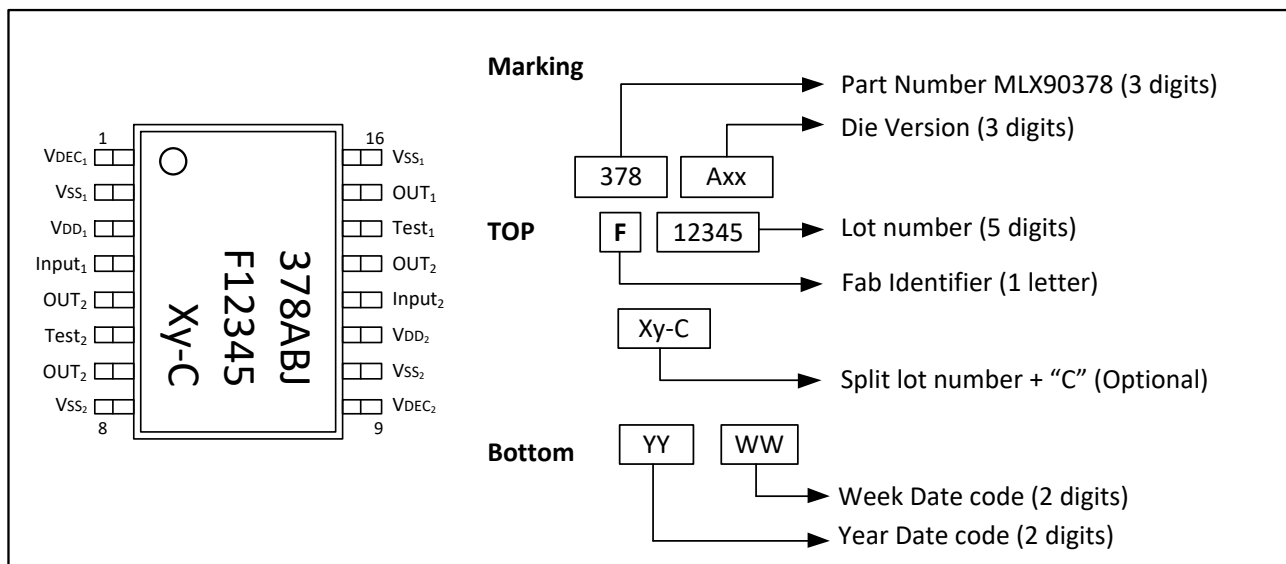 Marking
Part Number MLX90378 (3 digits)
Die Version (3 digits)
378 Axx
TOP
F 12345
Lot number (5 digits)
Fab Identifier (1 letter)
Xy-C
Split lot number + “C” (Optional)
Bottom
YY WW
Week Date code (2 digits)
Year Date code (2 digits)
1
16
VDEC₁
VSS₁
VDD₁
Input₁
OUT₂
Test₂
OUT₂
VSS₂
8
VSS₁
OUT₁
Test₁
OUT₂
Input₂
VDD₂
VSS₂
VDEC₂
9
378ABJ
F12345
Xy-C